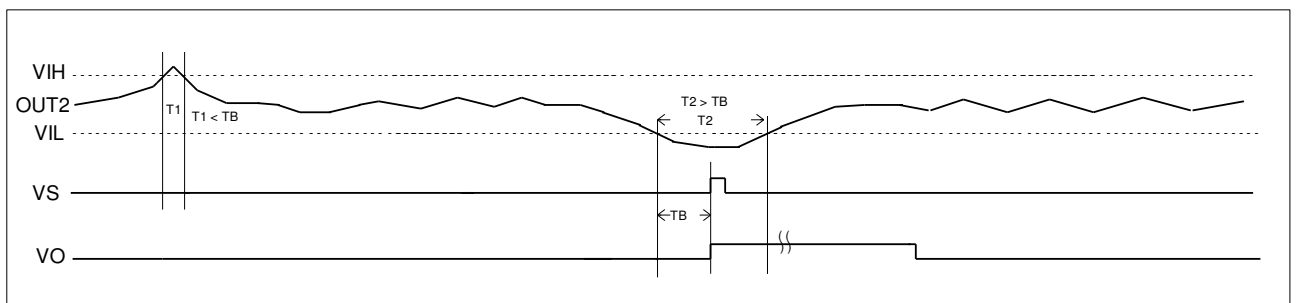 VIH
OUT2
T1
T1 < TB
T2 > TB
T2
VIL
VS
TB
VO